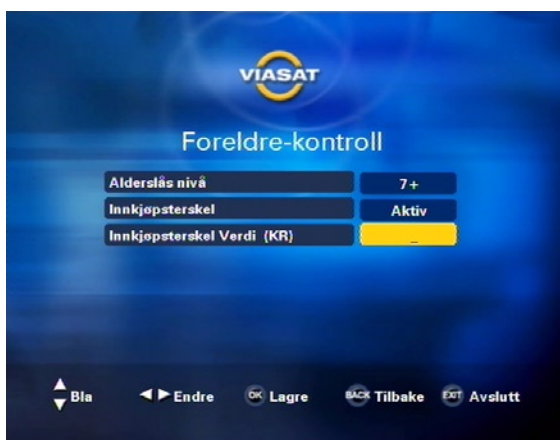 VIASAT
Foreldre-kontroll
Alderslås nivå 7+
Innkjøpsterskel Aktiv
Innkjøpsterskel Verdi (KR) _
Bla Endre OK Lagre BACK Tilbake EXIT Avslutt